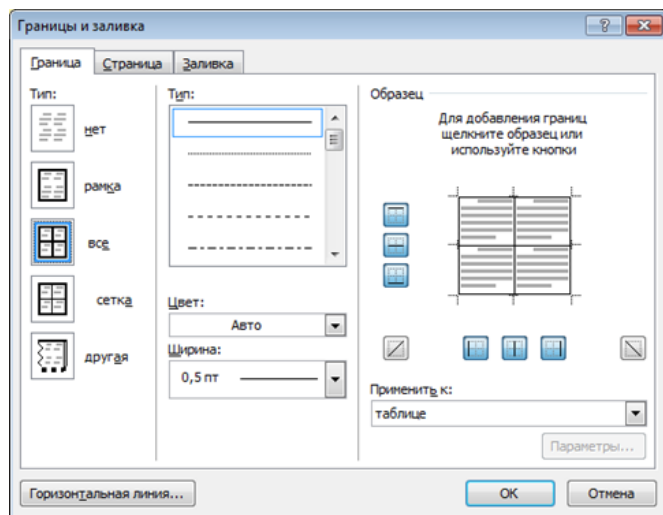 Границы и заливка
Граница
Страница
Заливка
Тип:
нет
рамка
все
сетка
другая
Тип:
Цвет:
Авто
Ширина:
0,5 пт
Образец
Для добавления границ
щелкните образец или
используйте кнопки
Применить к:
таблице
Параметры...
Горизонтальная линия...
ОК
Отмена